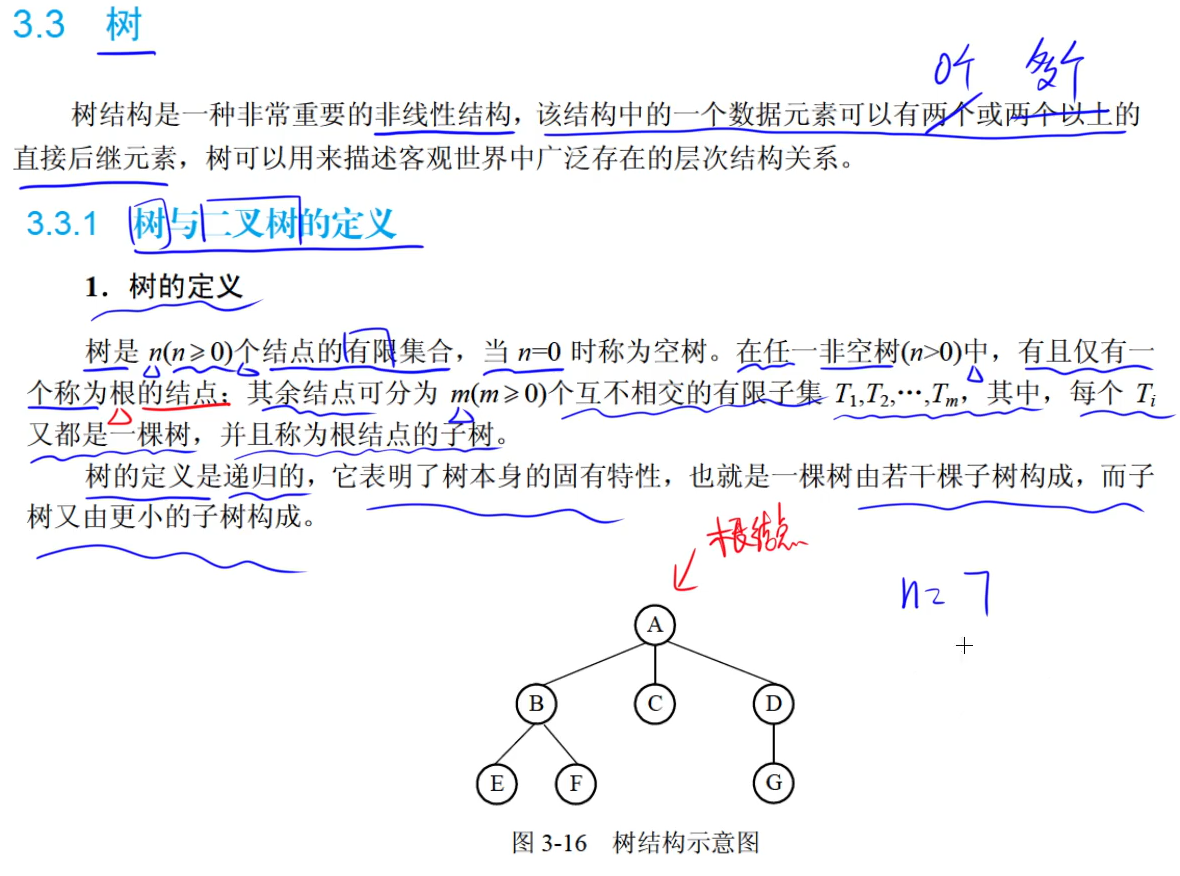 3.3 树
0个 多个
树结构是一种非常重要的非线性结构，该结构中的一个数据元素可以有两个或两个以上的
直接后继元素，树可以用来描述客观世界中广泛存在的层次结构关系。
3.3.1 树与二叉树的定义
1．树的定义
树是 n(n≥0)个结点的有限集合，当 n=0 时称为空树。在任一非空树(n>0)中，有且仅有一
个称为根的结点；其余结点可分为 m(m≥0)个互不相交的有限子集 T1,T2,…,Tm，其中，每个 Ti
又都是一棵树，并且称为根结点的子树。
树的定义是递归的，它表明了树本身的固有特性，也就是一棵树由若干棵子树构成，而子
树又由更小的子树构成。
根结点
n=7
A
B C D
E F G
图 3-16 树结构示意图